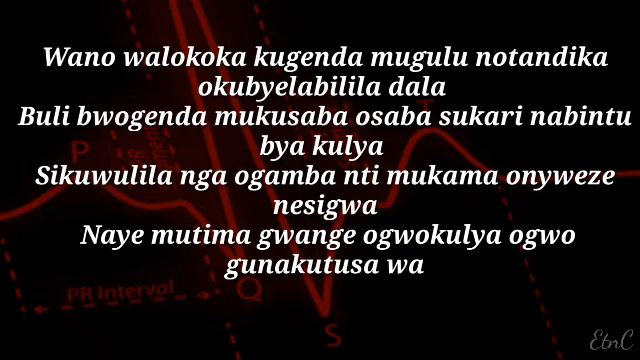 Wano walokoka kugenda mugulu notandika
okubyelabilila dala
Buli bwogenda mukusaba osaba sukari nabintu
bya kulya
Sikuwulila nga ogamba nti mukama onyweze
nesigwa
Naye mutima gwange ogwokulya ogwo
gunakutusa wa
P
T
PR Interval
Q
S
EtnC